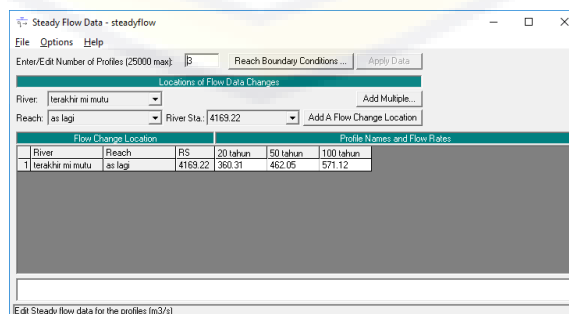 Steady Flow Data - steadyflow
File Options Help
Enter/Edit Number of Profiles (25000 max): 3 Reach Boundary Conditions ... Apply Data
Locations of Flow Data Changes
River: terakhir mi mutu Add Multiple...
Reach: as lagi River Sta.: 4169.22 Add A Flow Change Location
Flow Change Location Profile Names and Flow Rates
River Reach RS 20 tahun 50 tahun 100 tahun
1 terakhir mi mutu as lagi 4169.22 360.31 462.05 571.12
Edit Steady flow data for the profiles (m3/s)